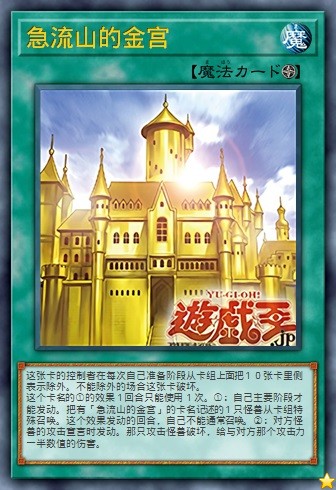 急流山的金宫
魔
【魔法カード】
YU-GI-OH!
遊戯王
.JP
这张卡的控制者在每次自己准备阶段从卡组上面把10张卡里侧
表示除外。不能除外的场合这张卡破坏。
这个卡名的①的效果1回合只能使用1次。①：自己主要阶段才
能发动。把有「急流山的金宫」的卡名记述的1只怪兽从卡组特
殊召唤。这个效果发动的回合，自己不能通常召唤。②：对方怪
兽的攻击宣言时发动。那只攻击怪兽破坏，给与对方那个攻击力
一半数值的伤害。